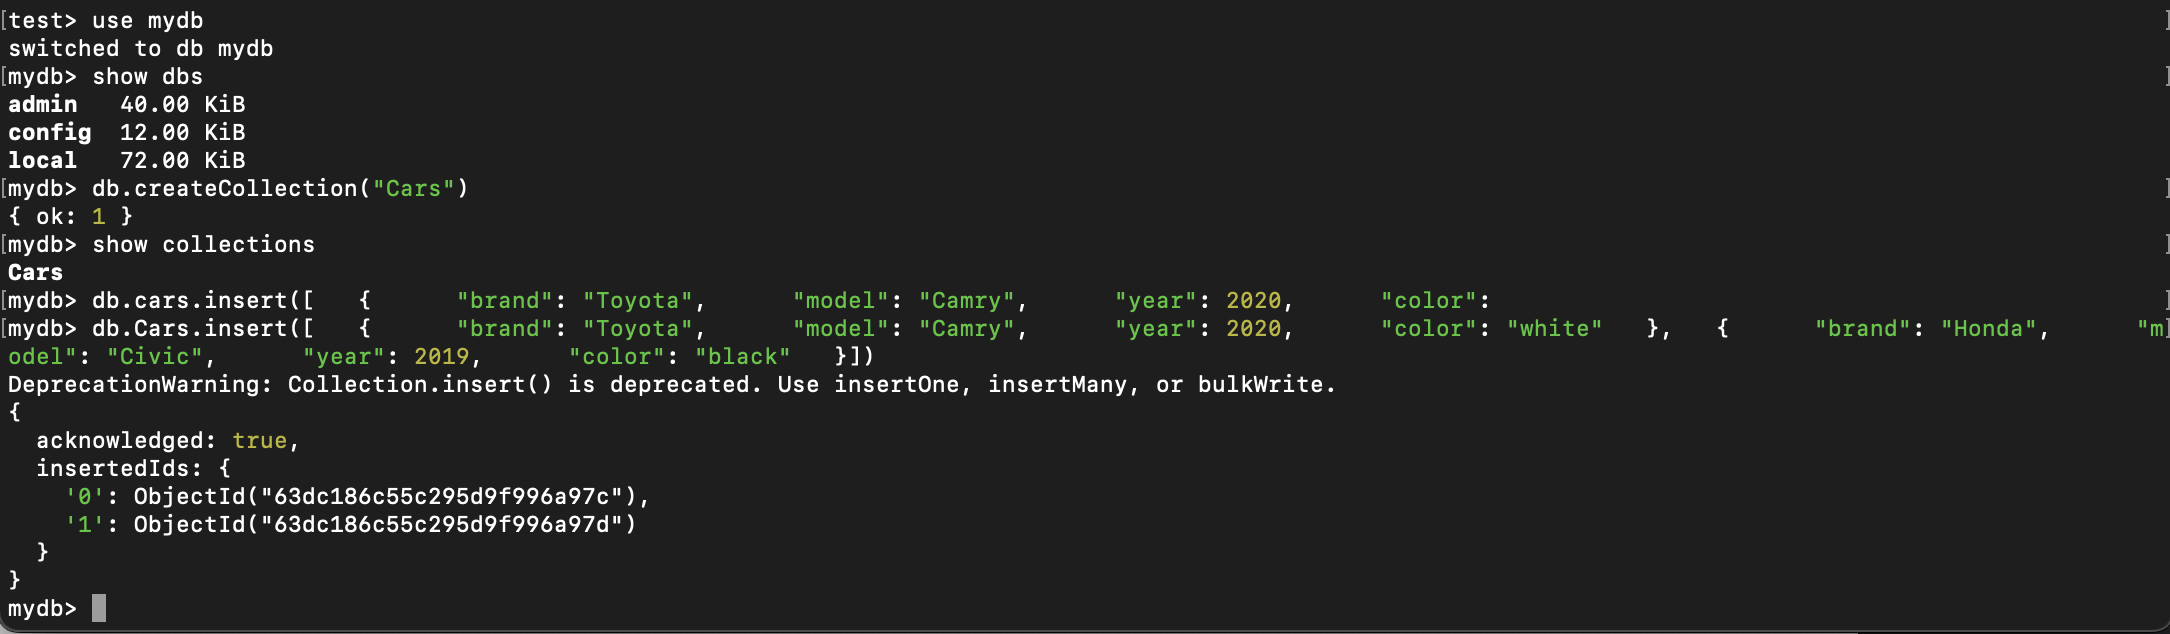 [test> use mydb ]
switched to db mydb
[mydb> show dbs ]
admin   40.00 KiB
config  12.00 KiB
local   72.00 KiB
[mydb> db.createCollection("Cars") ]
{ ok: 1 }
[mydb> show collections ]
Cars
[mydb> db.cars.insert([   {      "brand": "Toyota",      "model": "Camry",      "year": 2020,      "color": ]
[mydb> db.Cars.insert([   {      "brand": "Toyota",      "model": "Camry",      "year": 2020,      "color": "white"   },   {      "brand": "Honda",      "m]
odel": "Civic",      "year": 2019,      "color": "black"   }])
DeprecationWarning: Collection.insert() is deprecated. Use insertOne, insertMany, or bulkWrite.
{
  acknowledged: true,
  insertedIds: {
    '0': ObjectId("63dc186c55c295d9f996a97c"),
    '1': ObjectId("63dc186c55c295d9f996a97d")
  }
}
mydb>